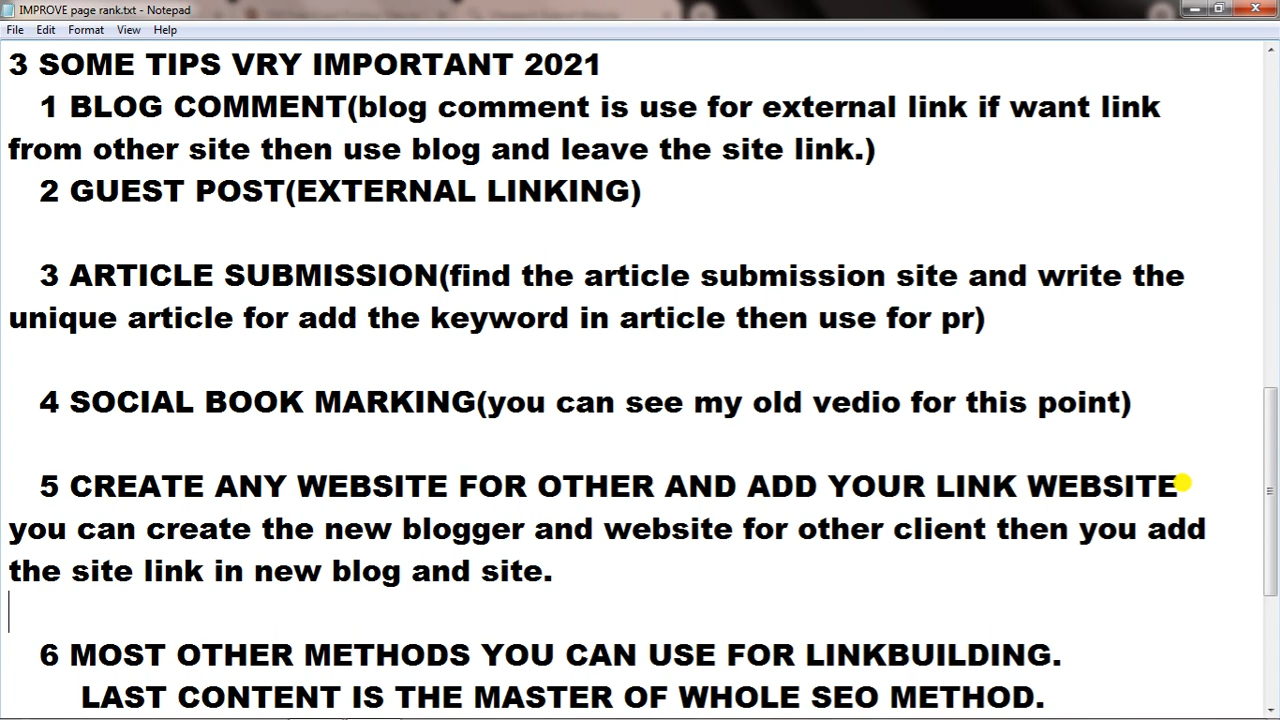 IMPROVE page rank.txt - Notepad
File Edit Format View Help
3 SOME TIPS VRY IMPORTANT 2021
1 BLOG COMMENT(blog comment is use for external link if want link
from other site then use blog and leave the site link.)
2 GUEST POST(EXTERNAL LINKING)
3 ARTICLE SUBMISSION(find the article submission site and write the
unique article for add the keyword in article then use for pr)
4 SOCIAL BOOK MARKING(you can see my old vedio for this point)
5 CREATE ANY WEBSITE FOR OTHER AND ADD YOUR LINK WEBSITE
you can create the new blogger and website for other client then you add
the site link in new blog and site.
6 MOST OTHER METHODS YOU CAN USE FOR LINKBUILDING.
LAST CONTENT IS THE MASTER OF WHOLE SEO METHOD.